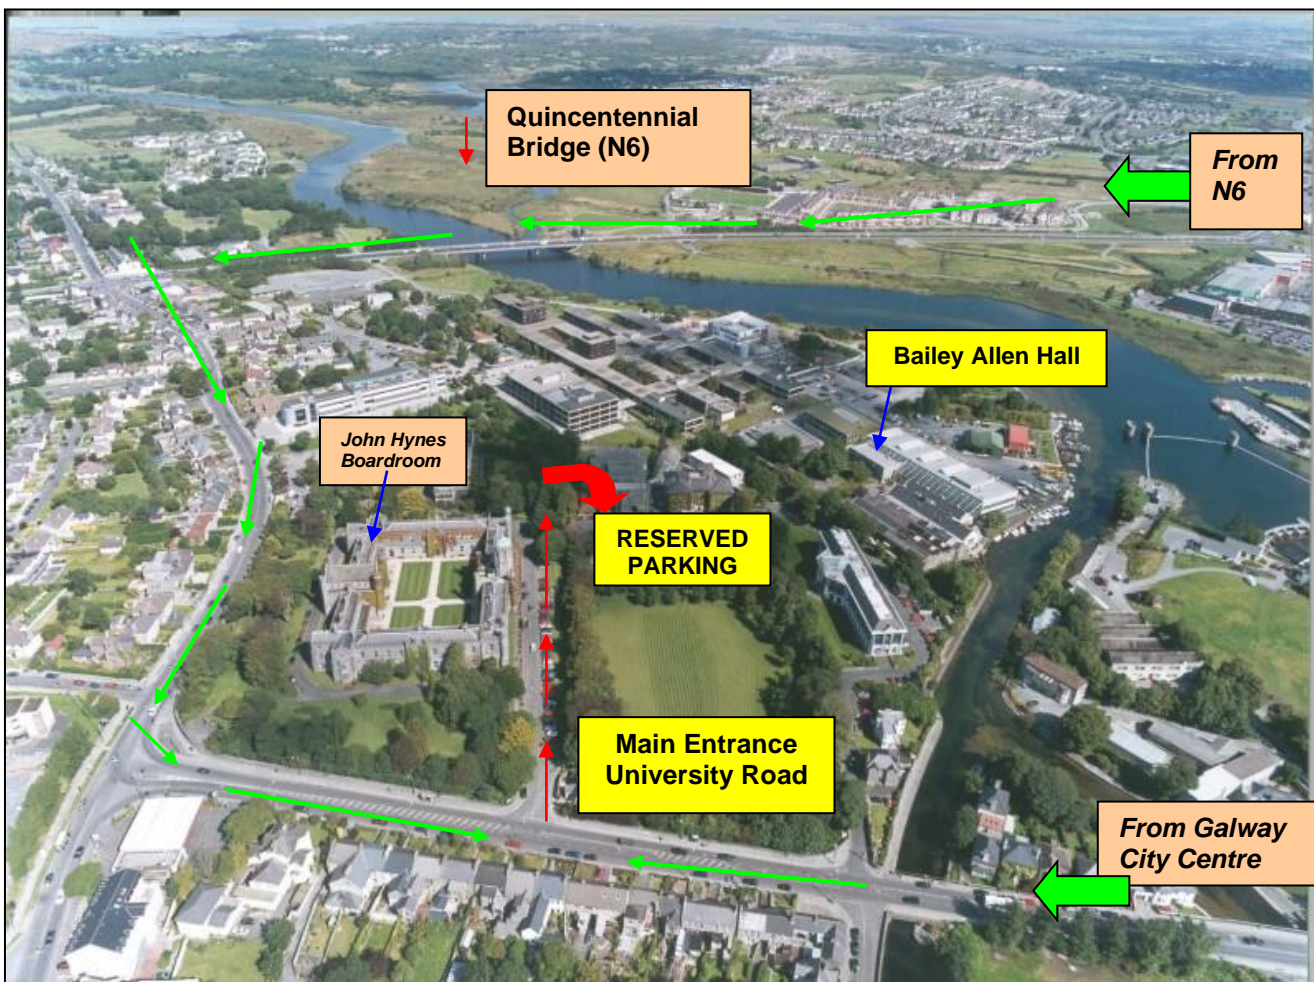 Quincentennial
Bridge (N6)
From
N6
Bailey Allen Hall
John Hynes
Boardroom
RESERVED
PARKING
Main Entrance
University Road
From Galway
City Centre